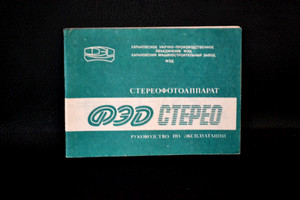 ХАРЬКОВСКОЕ НАУЧНО-ПРОИЗВОДСТВЕННОЕ
ОБЪЕДИНЕНИЕ ФЭД
ХАРЬКОВСКИЙ МАШИНОСТРОИТЕЛЬНЫЙ ЗАВОД
ФЭД
СТЕРЕОФОТОАППАРАТ
ФЭД СТЕРЕО
РУКОВОДСТВО ПО ЭКСПЛУАТАЦИИ